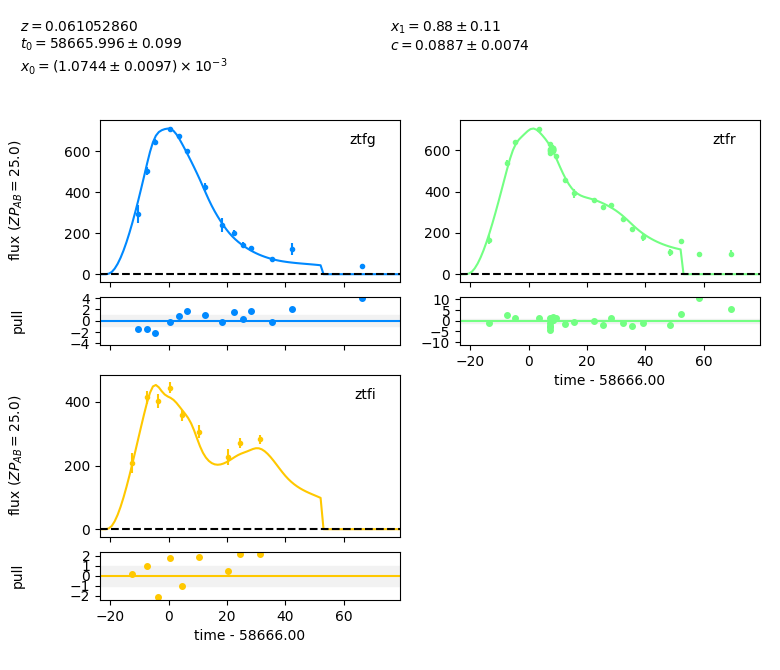 z = 0.061052860
t₀ = 58665.996 ± 0.099
x₀ = (1.0744 ± 0.0097) × 10⁻³
x₁ = 0.88 ± 0.11
c = 0.0887 ± 0.0074
ztfg
flux (ZP_AB = 25.0)
600
400
200
0
pull
4
2
0
−2
−4
ztfr
600
400
200
0
10
5
0
−5
−10
−20 0 20 40 60
time - 58666.00
ztfi
flux (ZP_AB = 25.0)
400
200
0
pull
2
1
0
−1
−2
−20 0 20 40 60
time - 58666.00